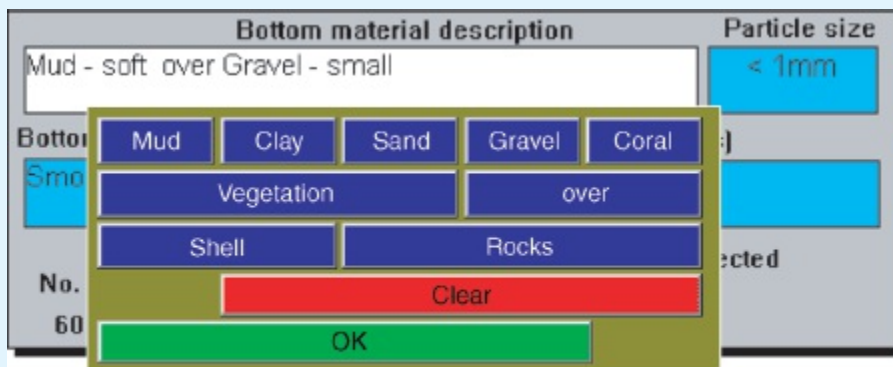 Bottom material description Particle size
Mud - soft over Gravel - small < 1mm
Mud Clay Sand Gravel Coral
Vegetation over
Shell Rocks
No. Clear
60 OK